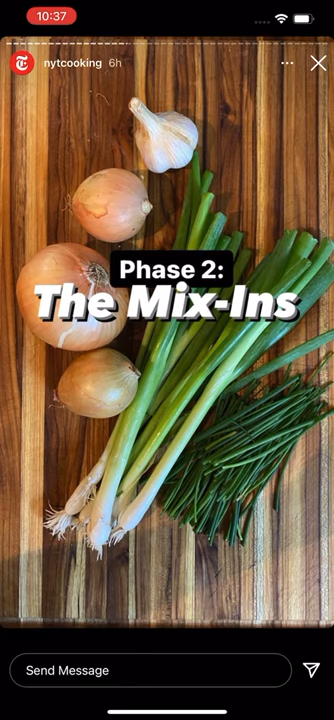 10:37
nytcooking 6h
Phase 2:
The Mix-Ins
Send Message